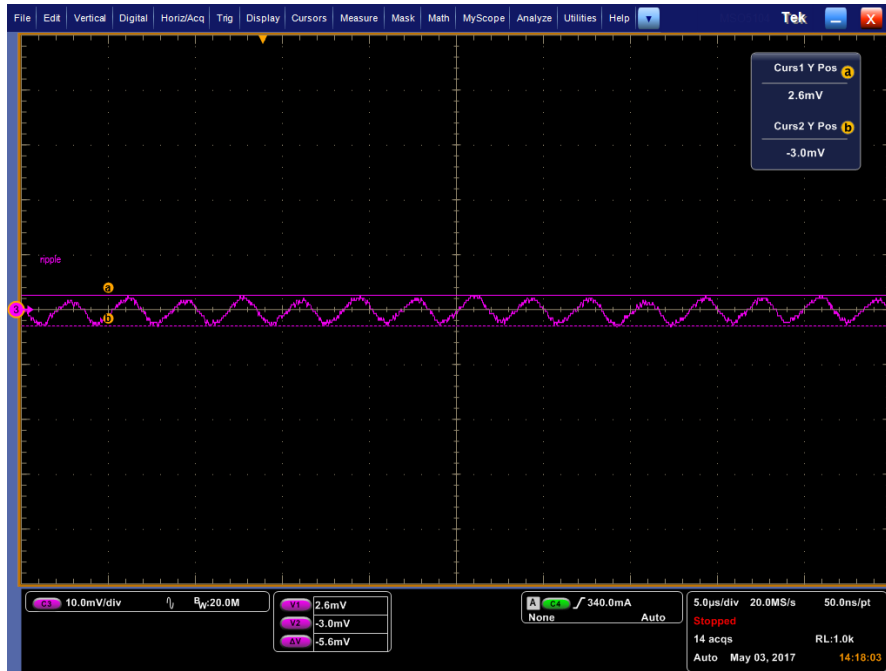 File Edit Vertical Digital Horiz/Acq Trig Display Cursors Measure Mask Math MyScope Analyze Utilities Help Tek X
Curs1 Y Pos a
2.6mV
Curs2 Y Pos b
-3.0mV
ripple
a
3
b
C3 10.0mV/div BW:20.0M
V1 2.6mV
V2 -3.0mV
ΔV -5.6mV
A C4 340.0mA
None Auto
5.0µs/div 20.0MS/s 50.0ns/pt
Stopped
14 acqs RL:1.0k
Auto May 03, 2017 14:18:03